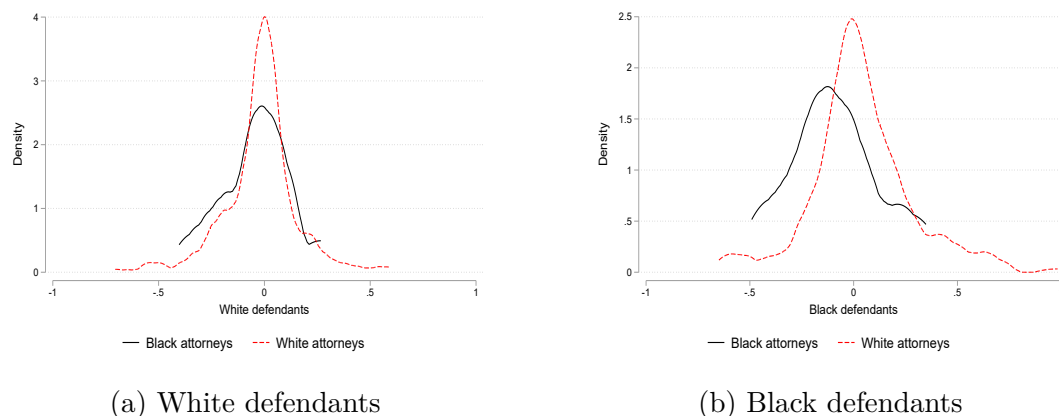 4
3
2
1
0
Density
-1
-.5
0
.5
1
White defendants
Black attorneys
White attorneys
(a) White defendants
2.5
2
1.5
1
.5
0
Density
-1
-.5
0
.5
Black defendants
Black attorneys
White attorneys
(b) Black defendants